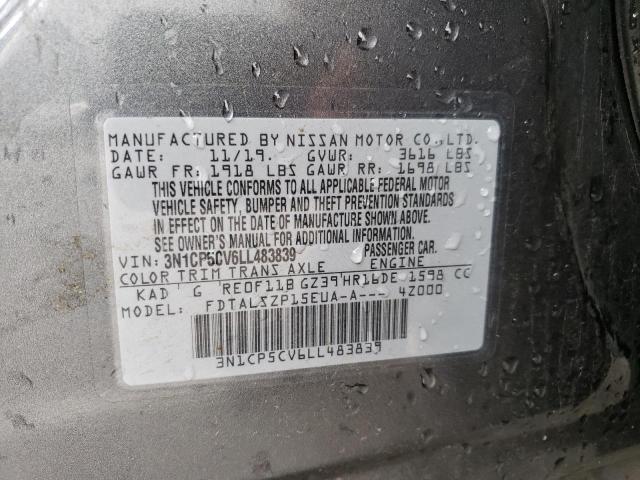 MANUFACTURED BY NISSAN MOTOR CO., LTD.
DATE: 11/19. GVWR: 3616 LBS
GAWR FR: 1918 LBS GAWR RR: 1698 LBS
THIS VEHICLE CONFORMS TO ALL APPLICABLE FEDERAL MOTOR
VEHICLE SAFETY, BUMPER AND THEFT PREVENTION STANDARDS
IN EFFECT ON THE DATE OF MANUFACTURE SHOWN ABOVE.
SEE OWNER'S MANUAL FOR ADDITIONAL INFORMATION.
VIN: 3N1CP5CV6LL483839 PASSENGER CAR.
COLOR TRIM TRANS AXLE ENGINE
KAD ' G 'RE0F11B GZ39'HR16DE 1598 CC
MODEL: FDTALSZP15EUA-A--- 4Z000
3N1CP5CV6LL483839